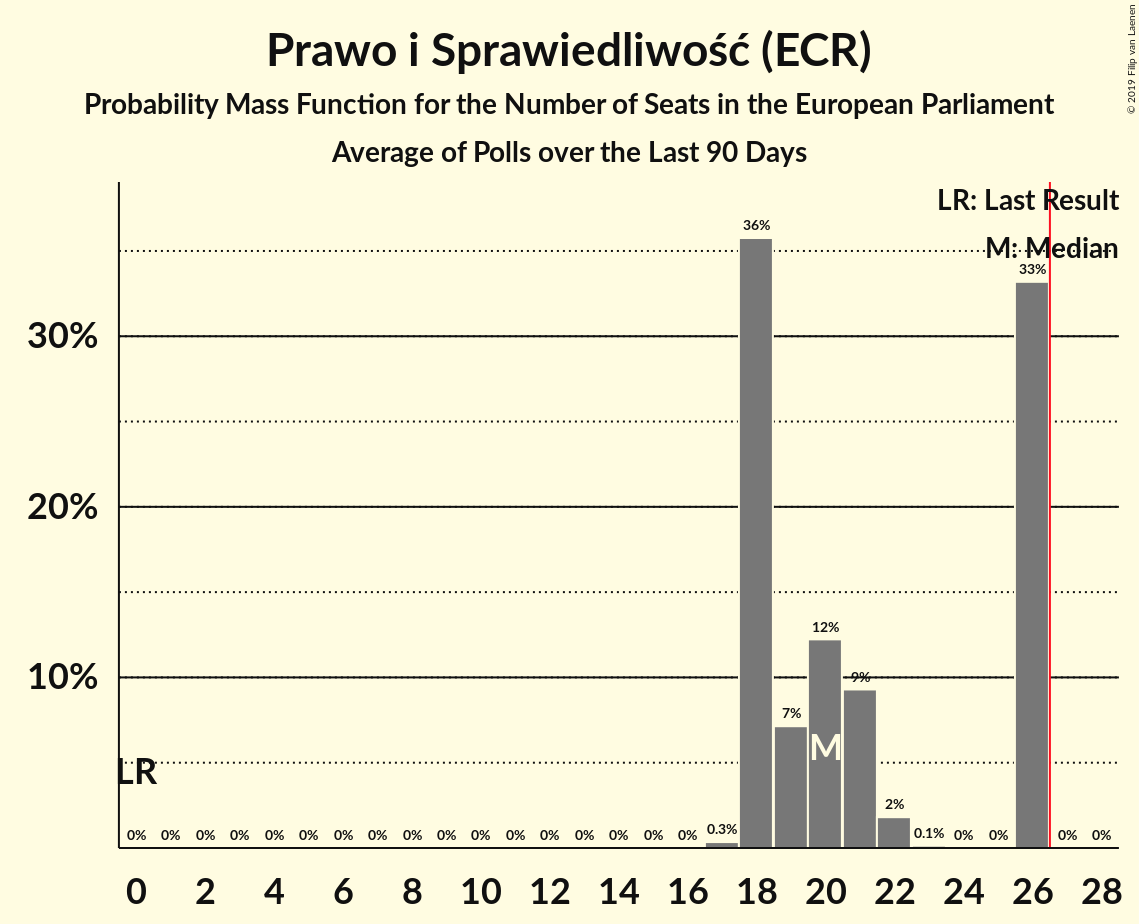 Prawo i Sprawiedliwość (ECR)
Probability Mass Function for the Number of Seats in the European Parliament
Average of Polls over the Last 90 Days
© 2019 Filip van Laenen
LR: Last Result
M: Median
36%
33%
30%
20%
12%
10%
9%
7%
M
LR
2%
0% 0% 0% 0% 0% 0% 0% 0% 0% 0% 0% 0% 0% 0% 0% 0% 0% 0.3% 0.1% 0% 0% 0% 0%
0 2 4 6 8 10 12 14 16 18 20 22 24 26 28